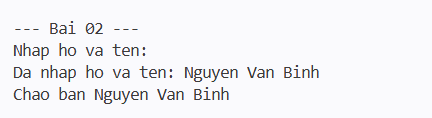 --- Bai 02 ---
Nhap ho va ten:
Da nhap ho va ten: Nguyen Van Binh
Chao ban Nguyen Van Binh